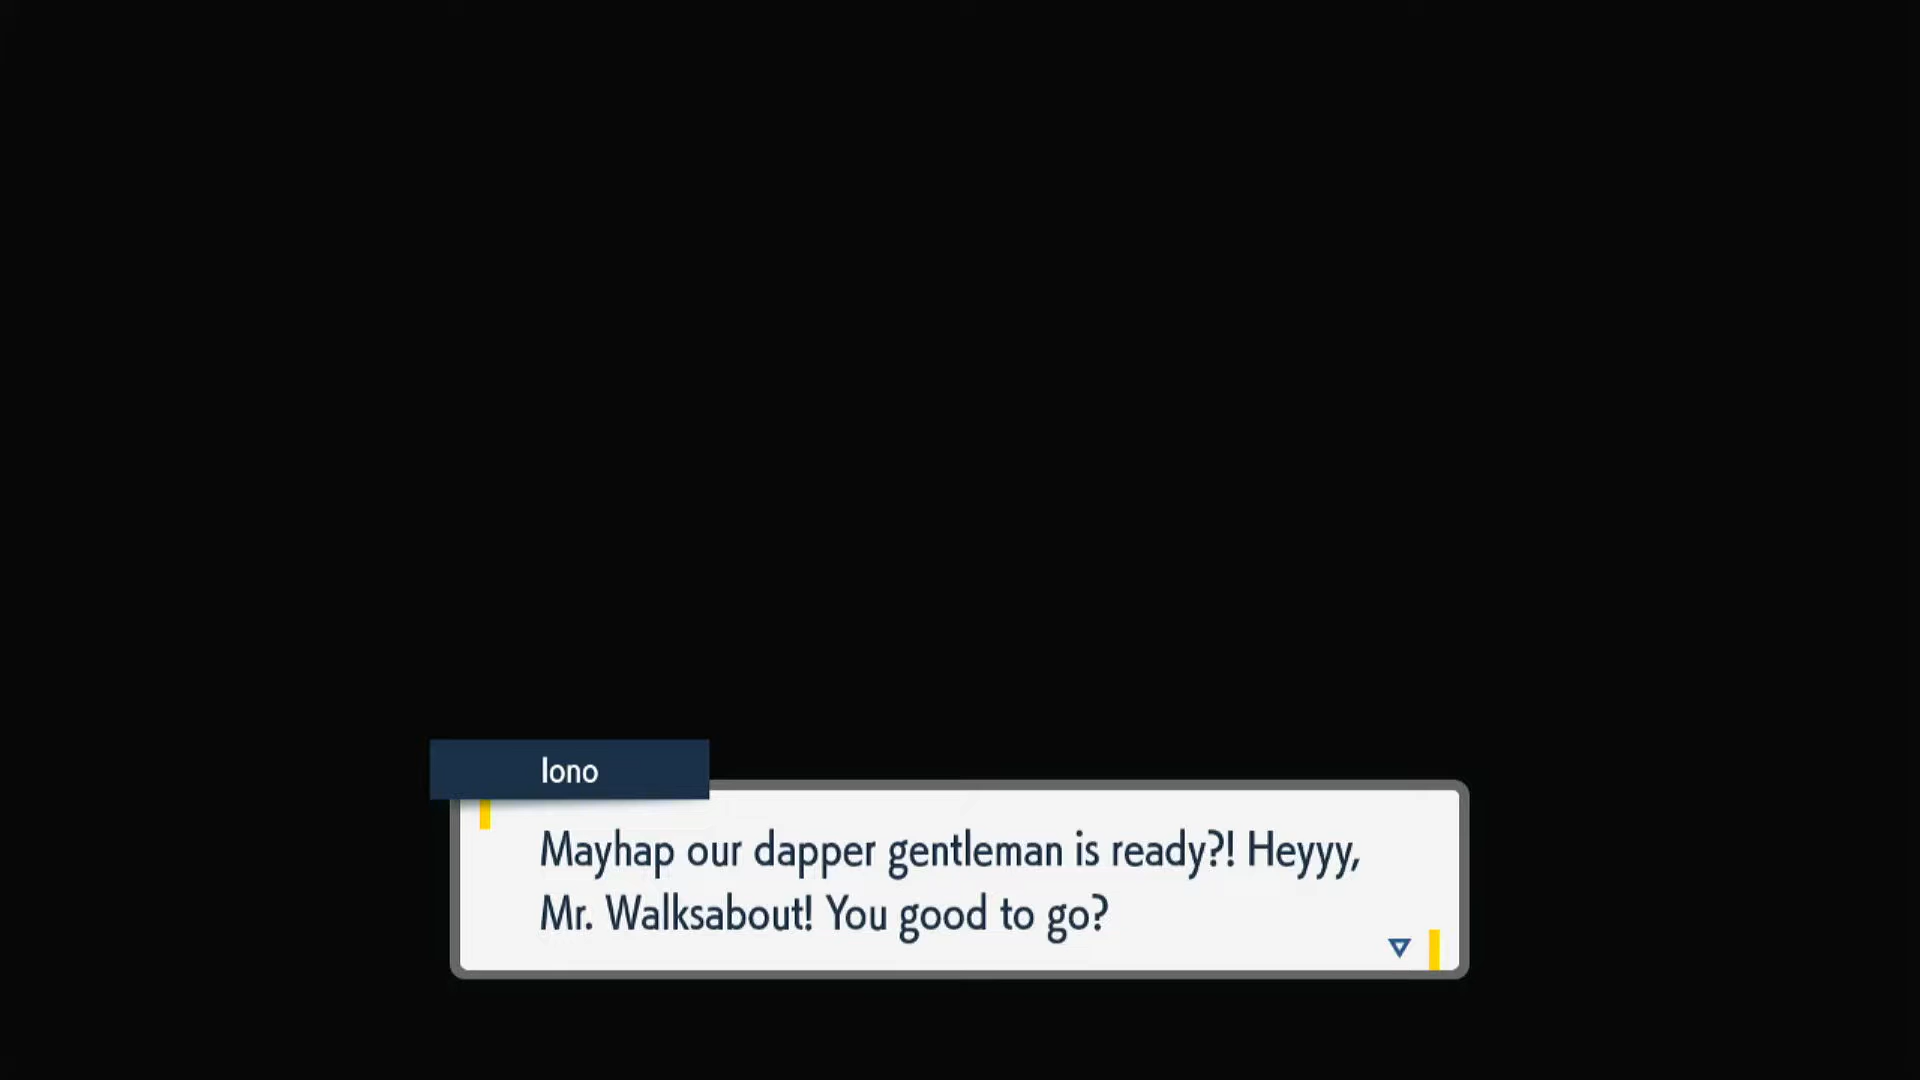 Iono
Mayhap our dapper gentleman is ready?! Heyyy,
Mr. Walksabout! You good to go?